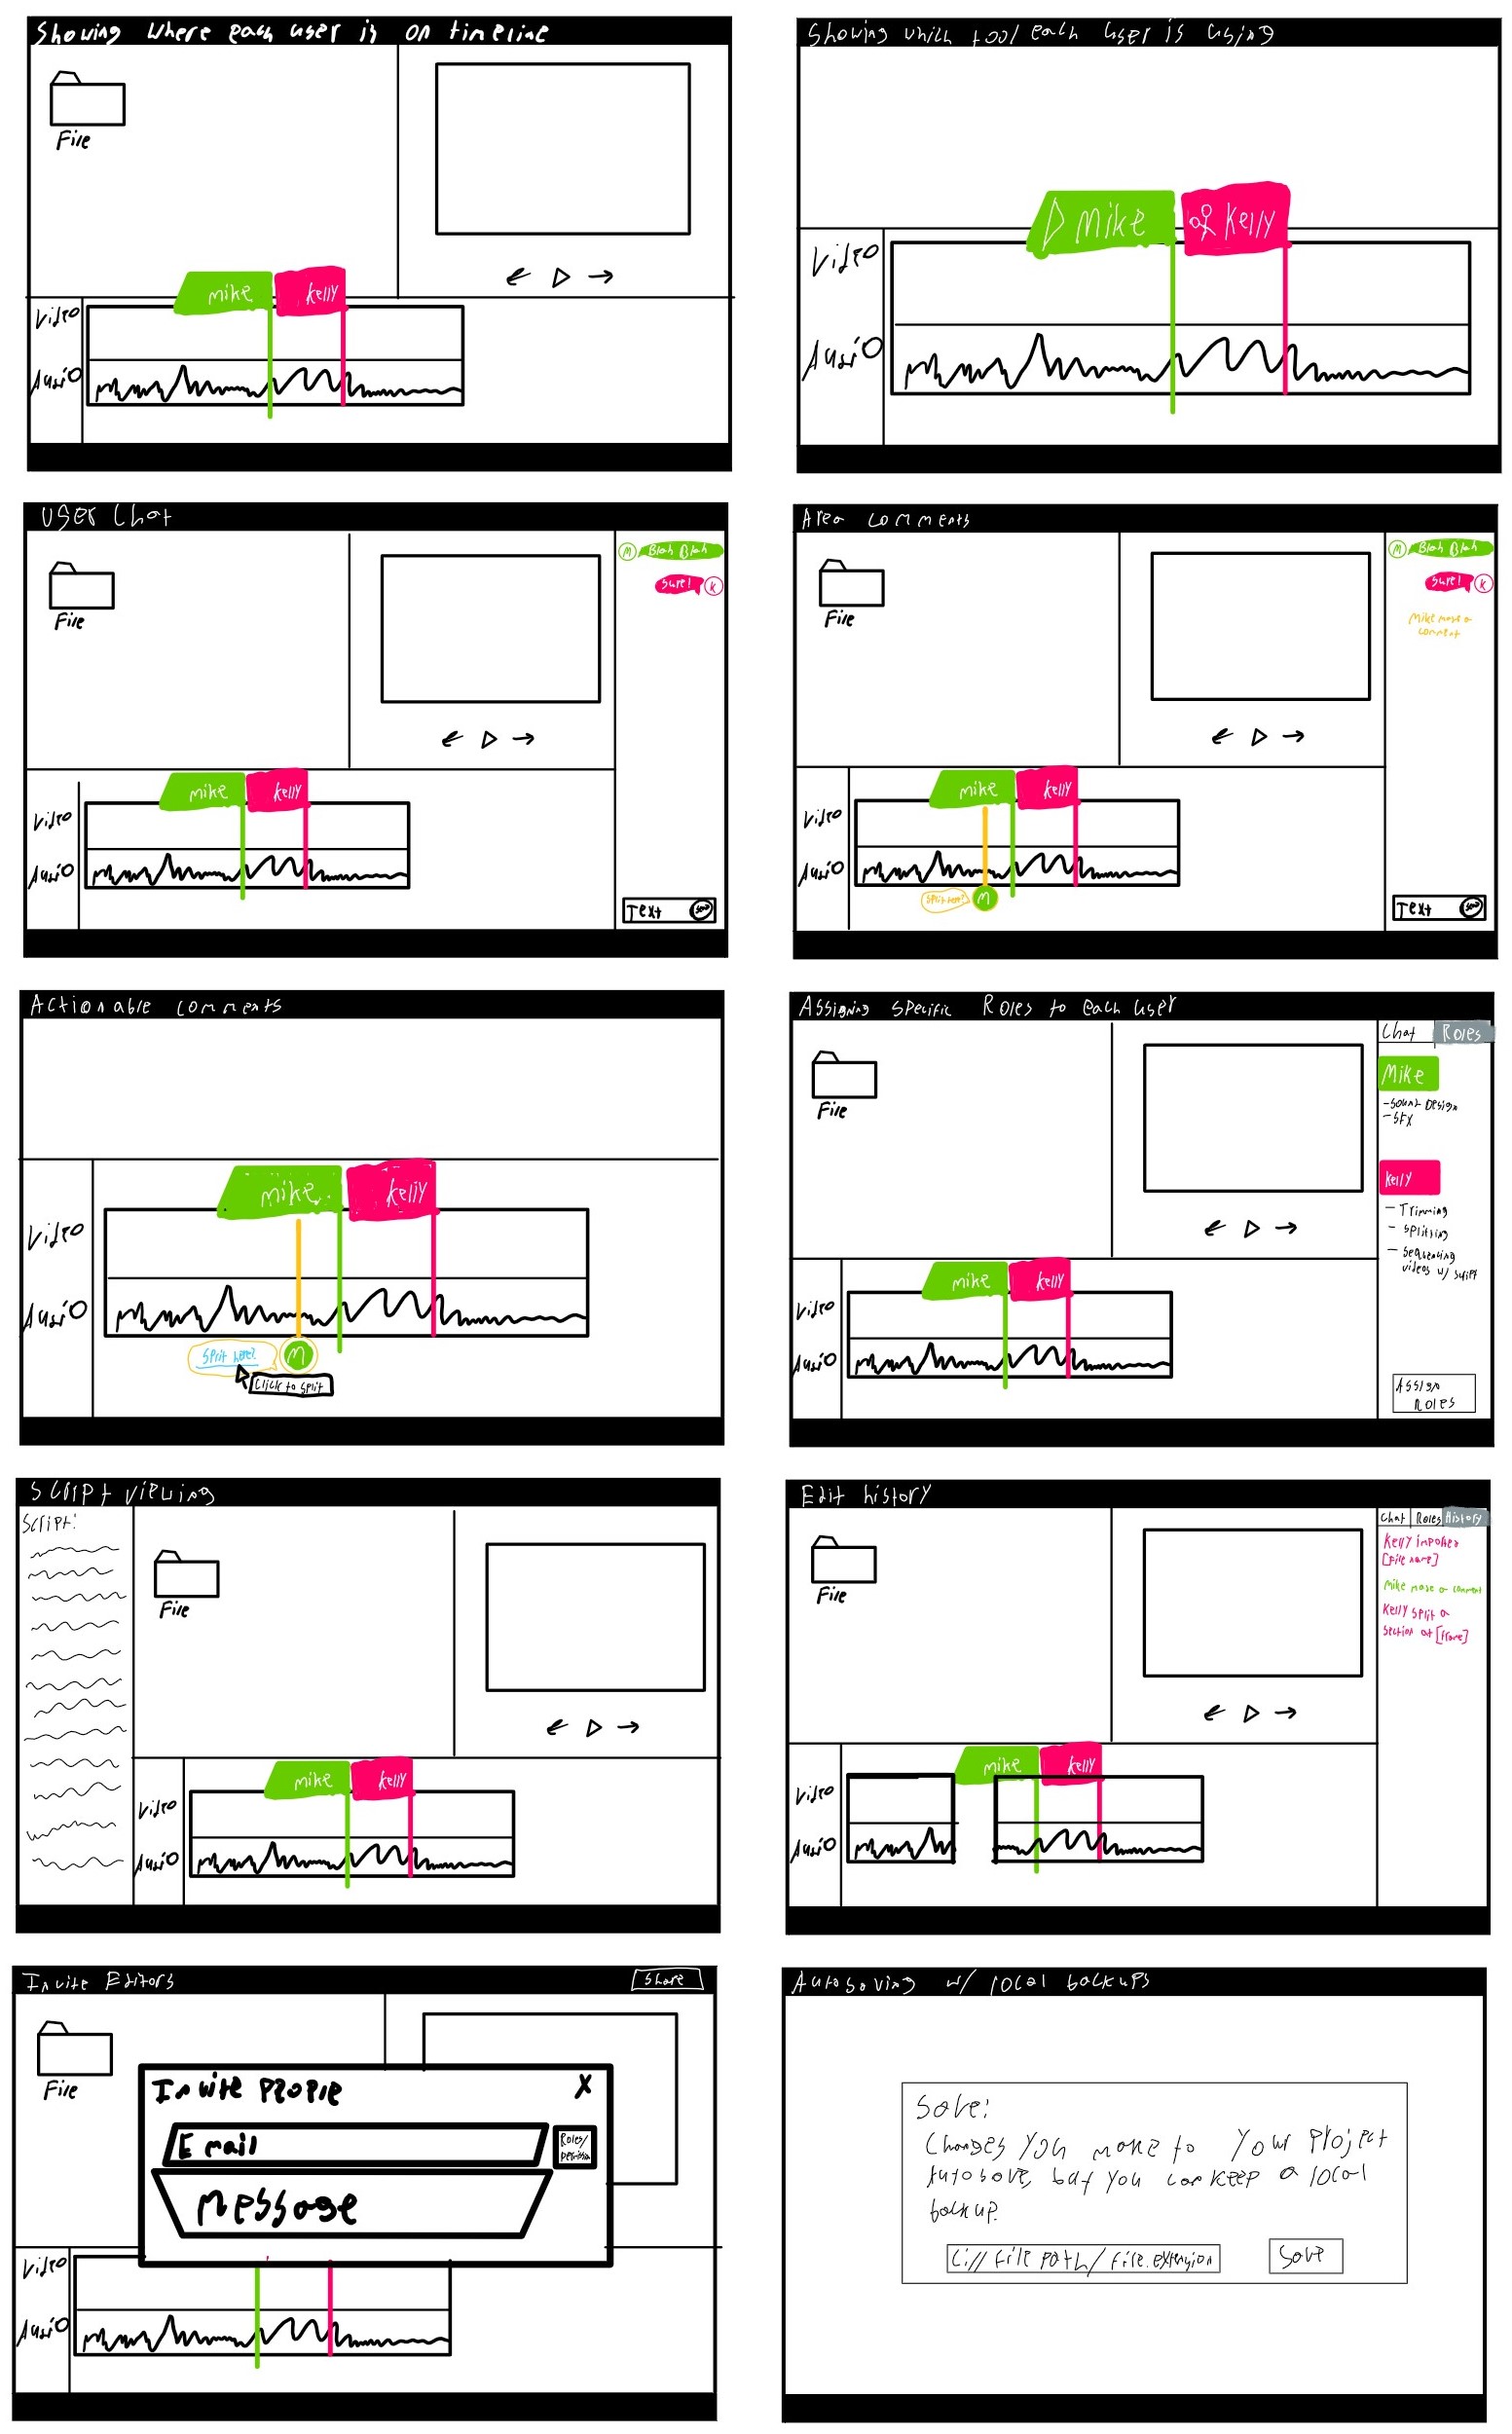 Showing where each user is on timeline
File
mike
kelly
Video
Audio
Showing which tool each user is using
Mike
Kelly
Video
Audio
User Chat
File
M Blah Blah
Sure! K
mike
kelly
Video
Audio
Text
Send
Area comments
File
M Blah Blah
Sure! K
Mike made a
comment
mike
kelly
Video
Audio
Split here?
M
Text
Send
Actionable comments
mike
kelly
Video
Audio
Split here?
M
Click to split
Assigning specific Roles to each user
Chat
Roles
File
Mike
- Sound Design
- SFX
kelly
- Trimming
- Splitting
- Sequencing
videos w/ script
mike
kelly
Video
Audio
Assign
Roles
Script viewing
Script:
File
mike
kelly
Video
Audio
Edit history
Chat
Roles
History
File
Kelly imported
[File name]
Mike made a comment
Kelly split a
section at [frame]
mike
kelly
Video
Audio
Invite Editors
Share
File
Invite People
X
Email
Roles/
permission
Message
Video
Audio
Autosaving w/ local backups
Save:
Changes you make to your project
Autosave, but you can keep a local
backup.
C:// file path/ file.extension
Save